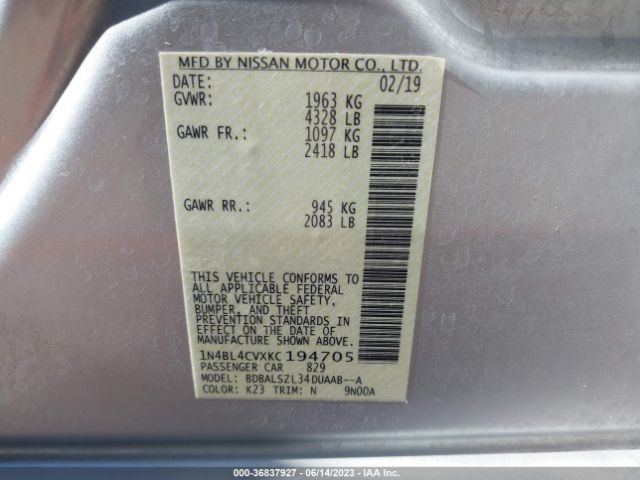 MFD BY NISSAN MOTOR CO., LTD.
DATE: 02/19
GVWR: 1963 KG
4328 LB
GAWR FR.: 1097 KG
2418 LB
GAWR RR.: 945 KG
2083 LB
THIS VEHICLE CONFORMS TO
ALL APPLICABLE FEDERAL
MOTOR VEHICLE SAFETY,
BUMPER, AND THEFT
PREVENTION STANDARDS IN
EFFECT ON THE DATE OF
MANUFACTURE SHOWN ABOVE.
1N4BL4CVXKC194705
PASSENGER CAR 829
MODEL: BDBALSZL34DUAAB--A
COLOR: K23 TRIM: N 9N00A
000-36837927 - 06/14/2023 - IAA Inc.